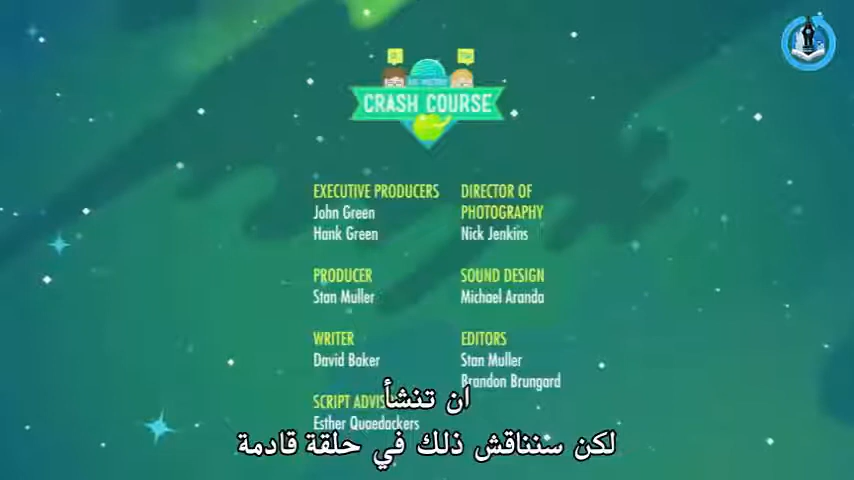 CRASH COURSE
EXECUTIVE PRODUCERS
John Green
Hank Green
PRODUCER
Stan Muller
WRITER
David Baker
SCRIPT
Esther Quaedackers
DIRECTOR OF
PHOTOGRAPHY
Nick Jenkins
SOUND DESIGN
Michael Aranda
EDITORS
Stan Muller
Brandon Brungard
ان تنشأ
لكن سنناقش ذلك في حلقة قادمة